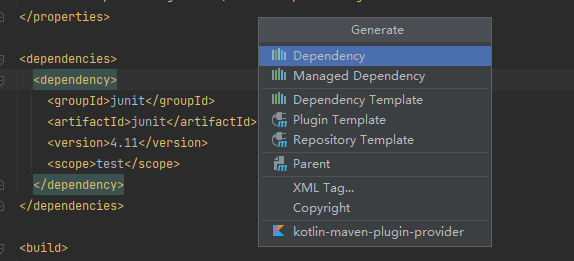 </properties>
<dependencies>
<dependency>
<groupId>junit</groupId>
<artifactId>junit</artifactId>
<version>4.11</version>
<scope>test</scope>
</dependency>
</dependencies>
<build>
Generate
Dependency
Managed Dependency
Dependency Template
Plugin Template
Repository Template
Parent
XML Tag...
Copyright
kotlin-maven-plugin-provider